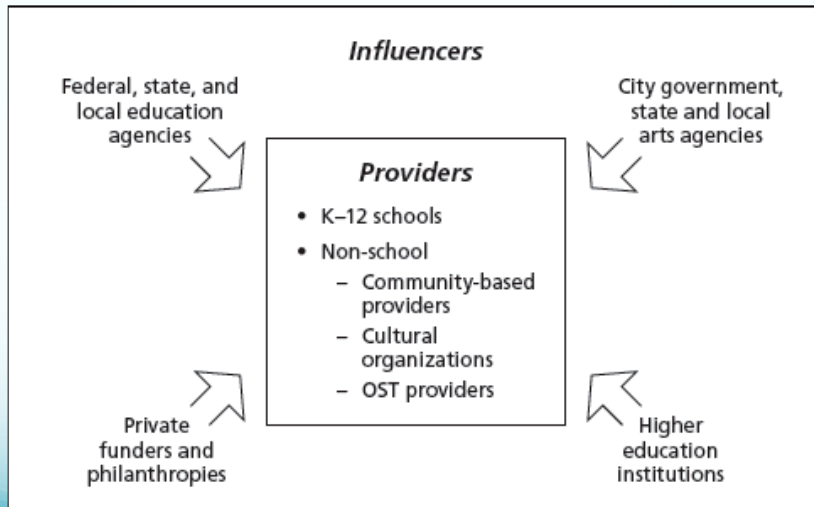 Influencers
Federal, state, and
local education
agencies
City government,
state and local
arts agencies
Providers
• K–12 schools
• Non-school
– Community-based
providers
– Cultural
organizations
– OST providers
Private
funders and
philanthropies
Higher
education
institutions